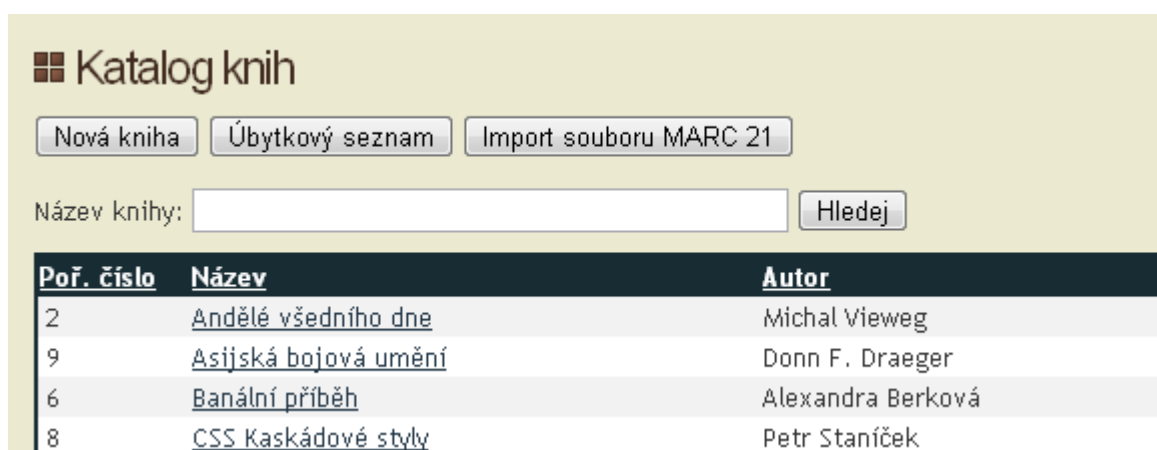 Katalog knih
Nová kniha Úbytkový seznam Import souboru MARC 21
Název knihy: Hledej
Poř. číslo Název Autor
2 Andělé všedního dne Michal Vieweg
9 Asijská bojová umění Donn F. Draeger
6 Banální příběh Alexandra Berková
8 CSS Kaskádové styly Petr Staníček